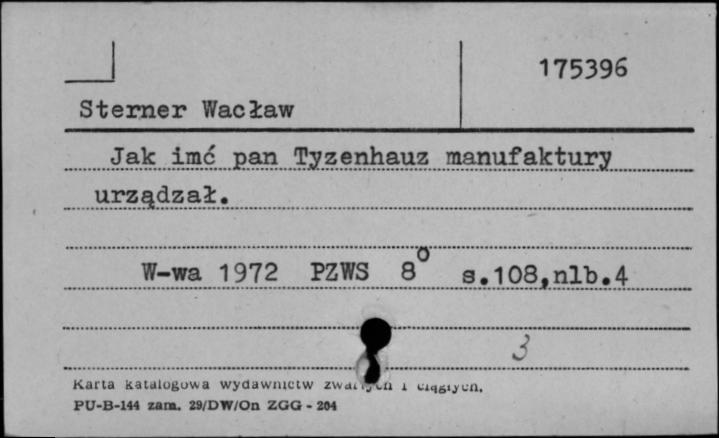 175396
Sterner Wacław
Jak imć pan Tyzenhauz manufaktury
urządzał.
W-wa 1972 PZWS 8° s.108,nlb.4
3
Karta katalogowa wydawnictw zwartych i ciągłych.
PU-B-144 zam. 29/DW/On ZGG - 204